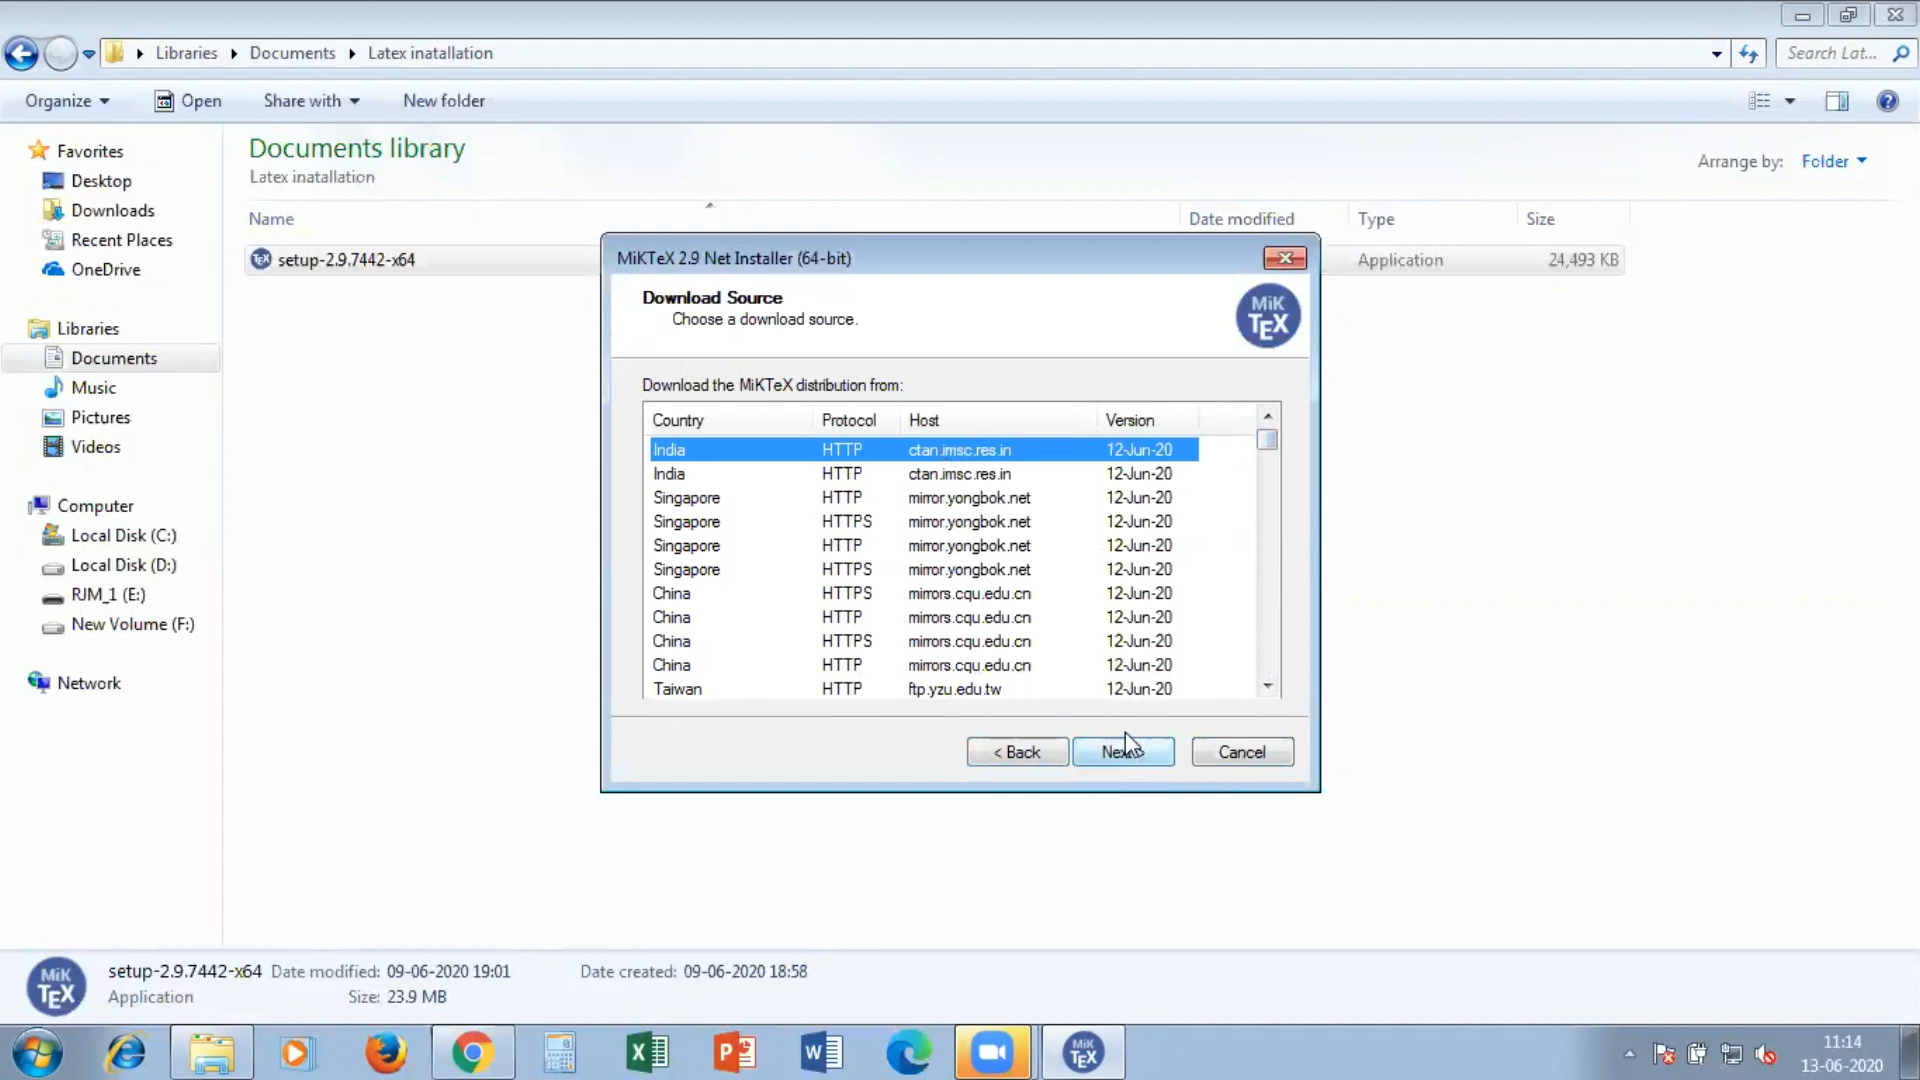 Libraries
Documents
Latex inatallation
Search Lat...
Organize
Open
Share with
New folder
Favorites
Desktop
Downloads
Recent Places
OneDrive
Libraries
Documents
Music
Pictures
Videos
Computer
Local Disk (C:)
Local Disk (D:)
RJM_1 (E:)
New Volume (F:)
Network
Documents library
Latex inatallation
Arrange by: Folder
Name Date modified Type Size
setup-2.9.7442-x64 Application 24,493 KB
MiKTeX 2.9 Net Installer (64-bit)
Download Source
Choose a download source.
MiK
TEX
Download the MiKTeX distribution from:
Country Protocol Host Version
India HTTP ctan.imsc.res.in 12-Jun-20
India HTTP ctan.imsc.res.in 12-Jun-20
Singapore HTTP mirror.yongbok.net 12-Jun-20
Singapore HTTPS mirror.yongbok.net 12-Jun-20
Singapore HTTP mirror.yongbok.net 12-Jun-20
Singapore HTTPS mirror.yongbok.net 12-Jun-20
China HTTPS mirrors.cqu.edu.cn 12-Jun-20
China HTTP mirrors.cqu.edu.cn 12-Jun-20
China HTTPS mirrors.cqu.edu.cn 12-Jun-20
China HTTP mirrors.cqu.edu.cn 12-Jun-20
Taiwan HTTP ftp.yzu.edu.tw 12-Jun-20
< Back
Cancel
MiK
TEX
setup-2.9.7442-x64 Date modified: 09-06-2020 19:01 Date created: 09-06-2020 18:58
Application Size: 23.9 MB
MiK
TEX
11:14
13-06-2020